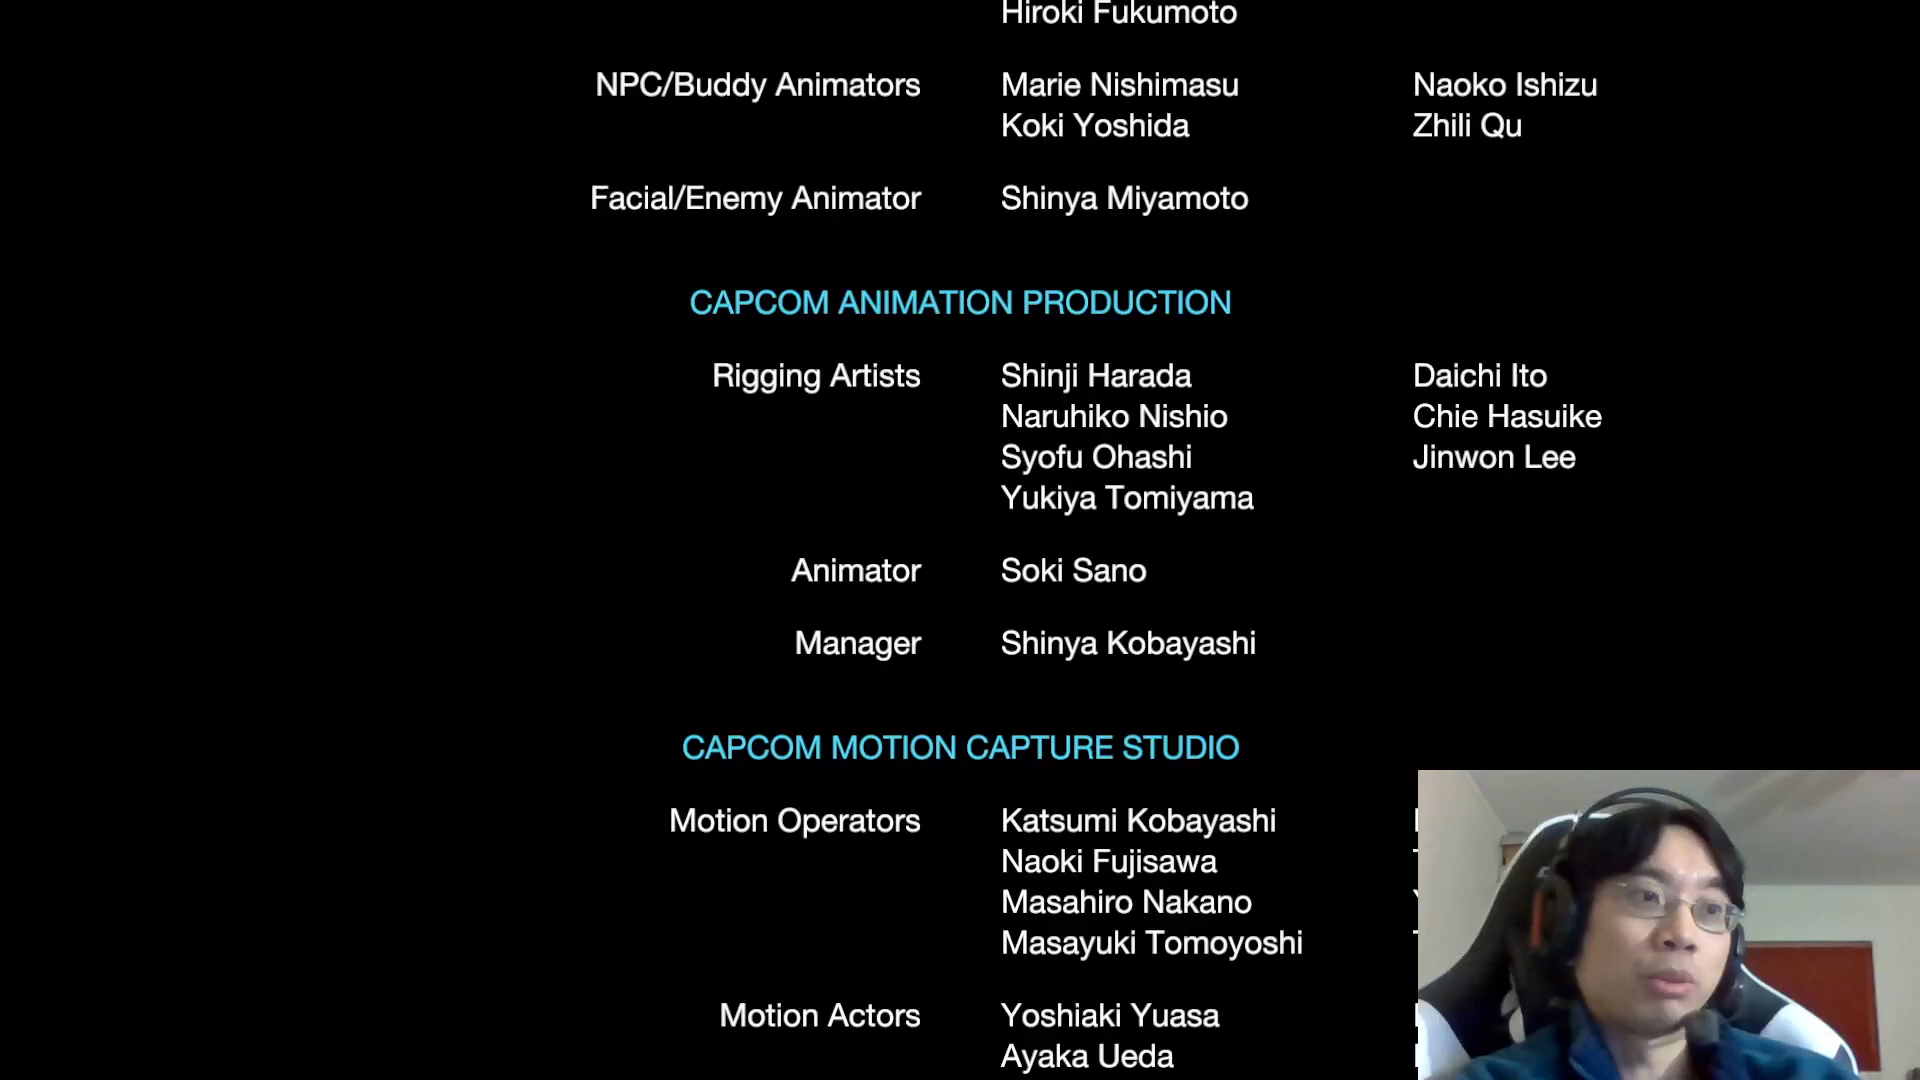 Hiroki Fukumoto
NPC/Buddy Animators Marie Nishimasu Naoko Ishizu
Koki Yoshida Zhili Qu
Facial/Enemy Animator Shinya Miyamoto
CAPCOM ANIMATION PRODUCTION
Rigging Artists Shinji Harada Daichi Ito
Naruhiko Nishio Chie Hasuike
Syofu Ohashi Jinwon Lee
Yukiya Tomiyama
Animator Soki Sano
Manager Shinya Kobayashi
CAPCOM MOTION CAPTURE STUDIO
Motion Operators Katsumi Kobayashi
Naoki Fujisawa
Masahiro Nakano
Masayuki Tomoyoshi
Motion Actors Yoshiaki Yuasa
Ayaka Ueda